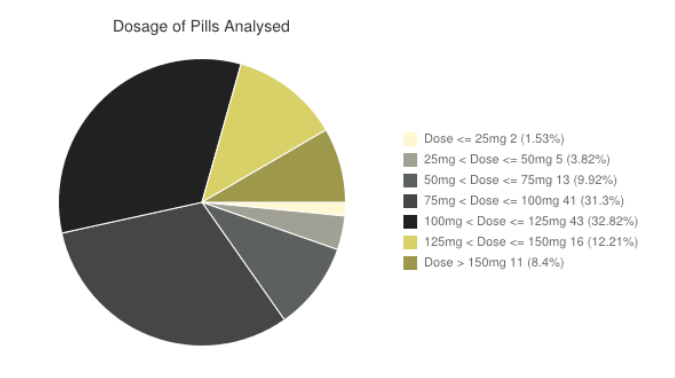 Dosage of Pills Analysed
Dose <= 25mg 2 (1.53%)
25mg < Dose <= 50mg 5 (3.82%)
50mg < Dose <= 75mg 13 (9.92%)
75mg < Dose <= 100mg 41 (31.3%)
100mg < Dose <= 125mg 43 (32.82%)
125mg < Dose <= 150mg 16 (12.21%)
Dose > 150mg 11 (8.4%)